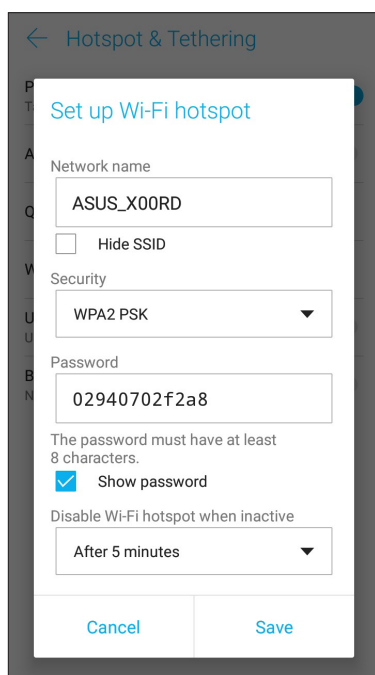 Hotspot & Tethering
Set up Wi-Fi hotspot
Network name
ASUS_X00RD
Hide SSID
Security
WPA2 PSK
Password
02940702f2a8
The password must have at least
8 characters.
Show password
Disable Wi-Fi hotspot when inactive
After 5 minutes
Cancel
Save